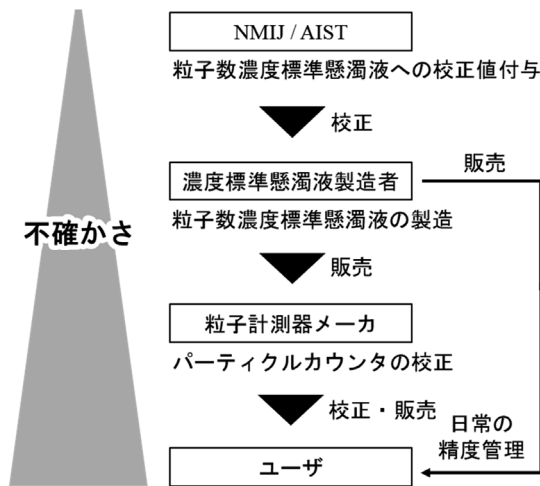 NMIJ / AIST
粒子数濃度標準懸濁液への校正値付与
校正
濃度標準懸濁液製造者
販売
粒子数濃度標準懸濁液の製造
不確かさ
販売
粒子計測器メーカ
パーティクルカウンタの校正
校正・販売
日常の
精度管理
ユーザ